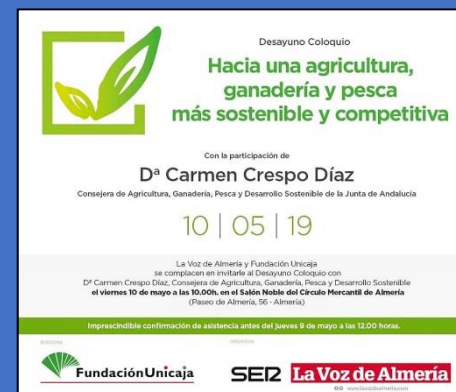 Desayuno Coloquio
Hacia una agricultura,
ganadería y pesca
más sostenible y competitiva
Con la participación de
Dª Carmen Crespo Díaz
Consejera de Agricultura, Ganadería, Pesca y Desarrollo Sostenible de la Junta de Andalucía
10 | 05 | 19
La Voz de Almería y Fundación Unicaja
se complacen en invitarle al Desayuno Coloquio con
Dª Carmen Crespo Díaz, Consejera de Agricultura, Ganadería, Pesca y Desarrollo Sostenible
el viernes 10 de mayo a las 10.00h. en el Salón Noble del Círculo Mercantil de Almería
(Paseo de Almería, 56 - Almería)
Imprescindible confirmación de asistencia antes del jueves 9 de mayo a las 12.00 horas.
Fundación Unicaja
SER La Voz de Almería
www.lavozdealmeria.com